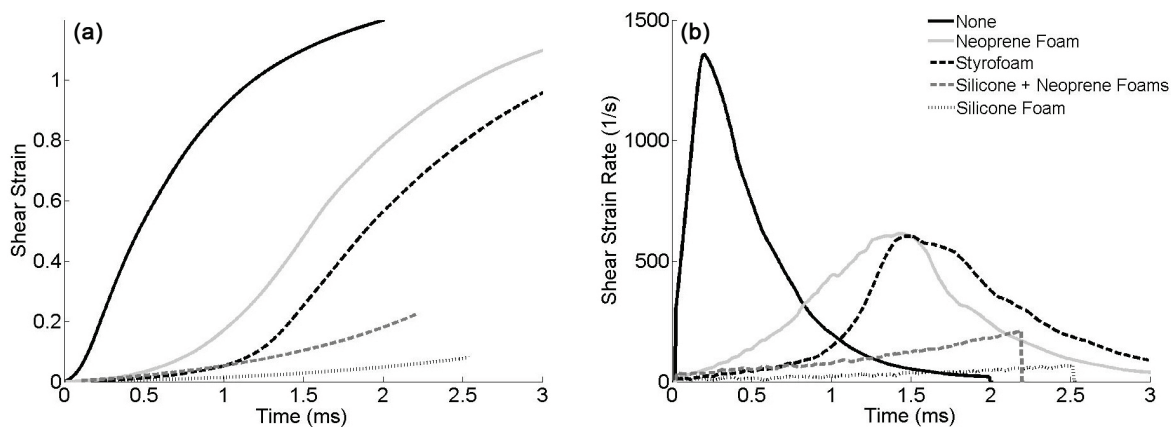 (a)
Shear Strain
1
0.8
0.6
0.4
0.2
0
0 0.5 1 1.5 2 2.5 3
Time (ms)
(b)
Shear Strain Rate (1/s)
1500
1000
500
0
0 0.5 1 1.5 2 2.5 3
Time (ms)
None
Neoprene Foam
Styrofoam
Silicone + Neoprene Foams
Silicone Foam